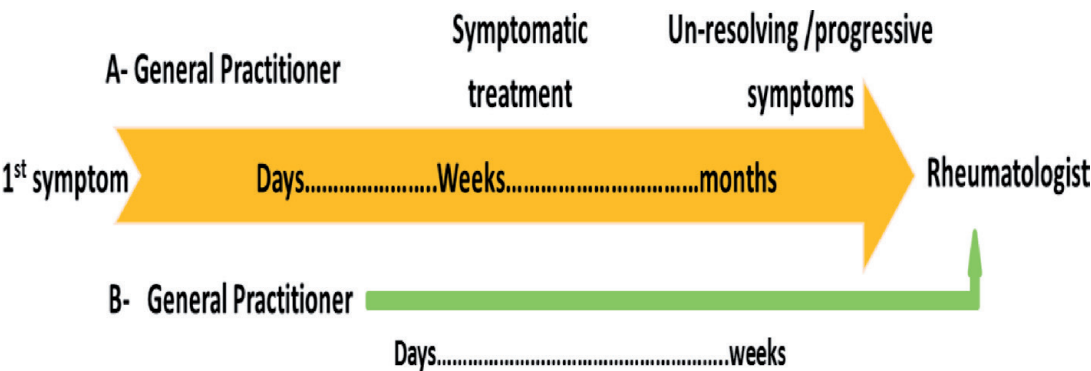 Symptomatic treatment
Un-resolving /progressive symptoms
A- General Practitioner
1st symptom
Days........................Weeks.................................months
Rheumatologist
B- General Practitioner
Days..................................................weeks